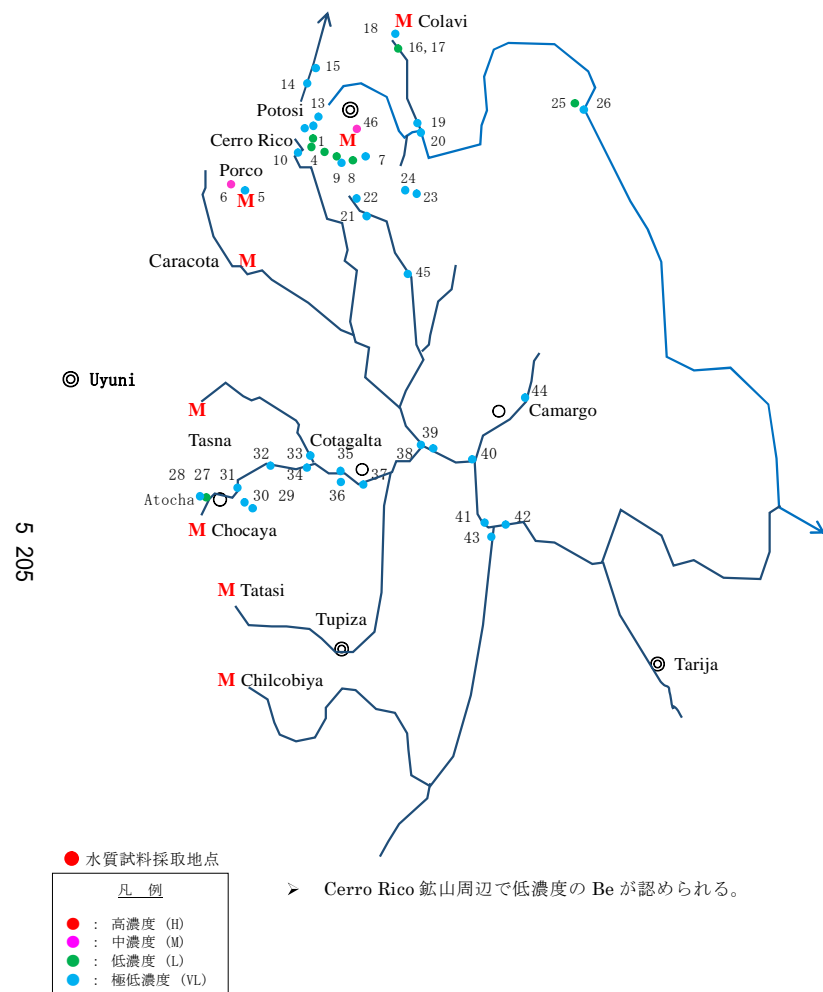 18 M Colavi
16,17
15
14
Potosi 13
46
25 26
19
Cerro Rico 1 M
20
10 4 9 8 7
Porco
24
6 5
M
23
22
21
Caracota M
45
◎ Uyuni
44
M
Camargo
Tasna Cotagalta
39
38
40
32 33 35
34 37
28 27 31
36
Atocha 30 29
M Chocaya
41 42
43
5 205
M Tatasi
Tupiza
Tarija
M Chilcobiya
● 水質試料採取地点
凡 例
● : 高濃度 (H)
● : 中濃度 (M)
● : 低濃度 (L)
● : 極低濃度 (VL)
➢ Cerro Rico 鉱山周辺で低濃度の Be が認められる。